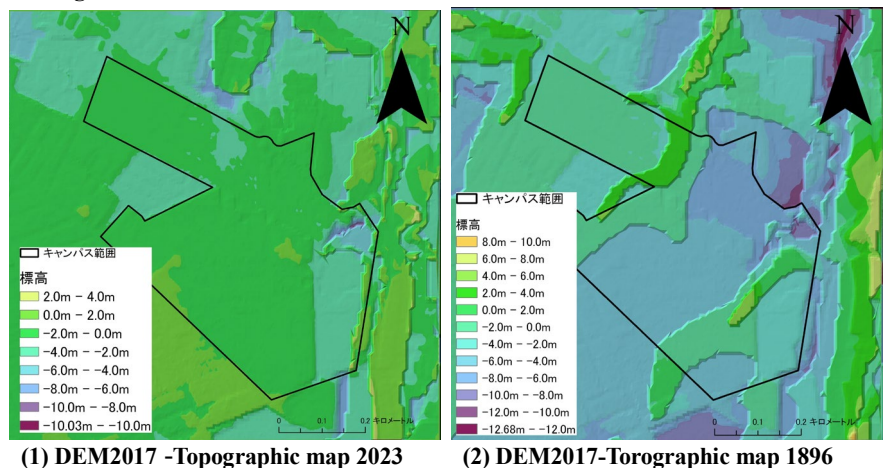 N
キャンパス範囲
標高
2.0m - 4.0m
0.0m - 2.0m
-2.0m - 0.0m
-4.0m - -2.0m
-6.0m - -4.0m
-8.0m - -6.0m
-10.0m - -8.0m
-10.03m - -10.0m
0 0.1 0.2 キロメートル
(1) DEM2017 -Topographic map 2023
N
キャンパス範囲
標高
8.0m - 10.0m
6.0m - 8.0m
4.0m - 6.0m
2.0m - 4.0m
0.0m - 2.0m
-2.0m - 0.0m
-4.0m - -2.0m
-6.0m - -4.0m
-8.0m - -6.0m
-10.0m - -8.0m
-12.0m - -10.0m
-12.68m - -12.0m
0 0.1 0.2 キロメートル
(2) DEM2017-Torographic map 1896